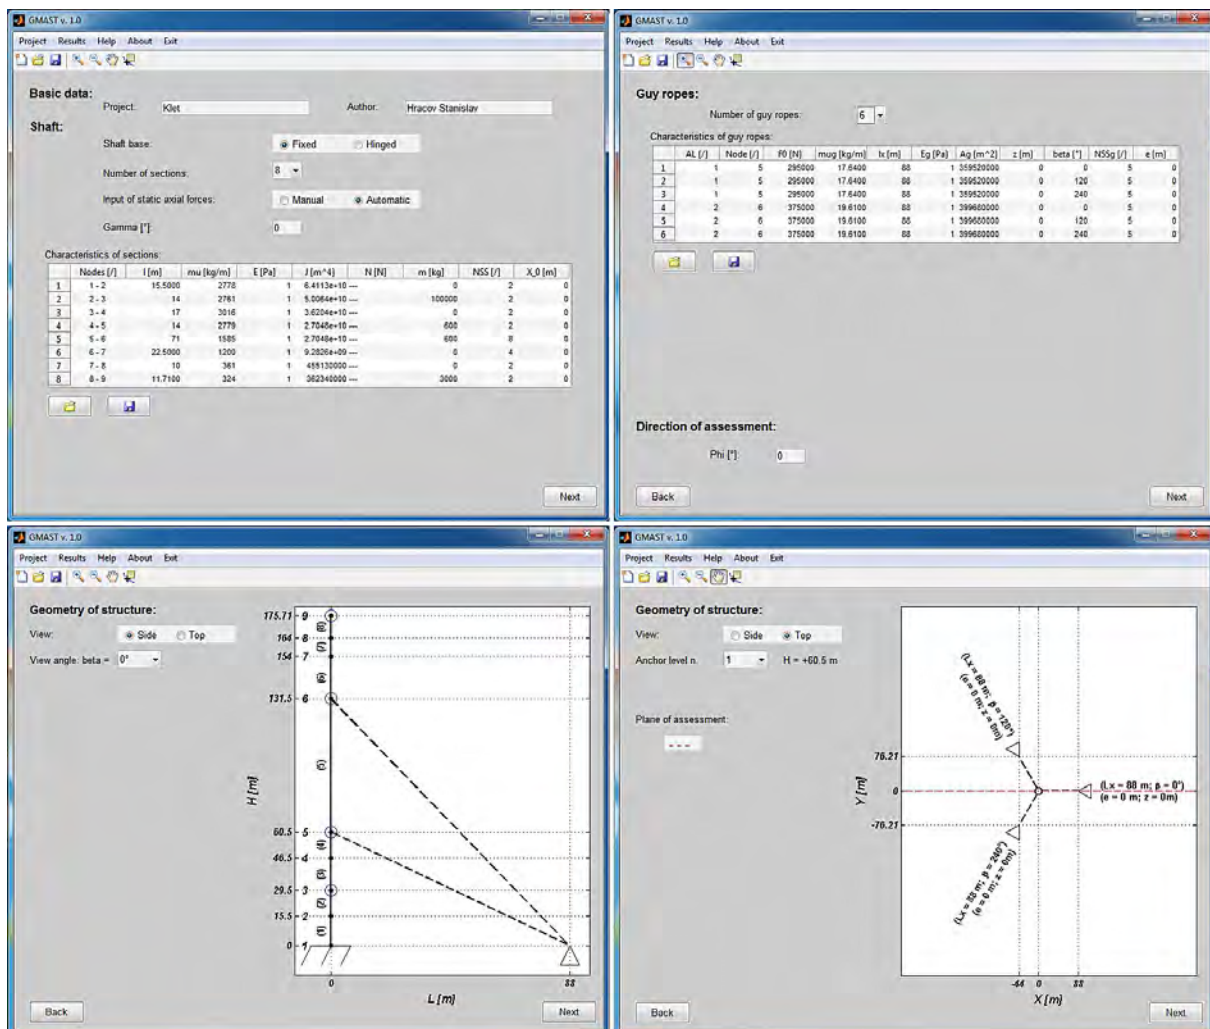 GMAST v. 1.0
Project Results Help About Exit
Basic data:
Project: Klet Author: Hracov Stanislav
Shaft:
Shaft base: Fixed Hinged
Number of sections: 8
Input of static axial forces: Manual Automatic
Gamma [°]: 0
Characteristics of sections:
Nodes [/] l [m] mu [kg/m] E [Pa] J [m^4] N [N] m [kg] NSS [/] X_0 [m]
1 1 - 2 15.5000 2778 1 6.4113e+10 --- 0 2 0
2 2 - 3 14 2761 1 5.0064e+10 --- 100000 2 0
3 3 - 4 17 3016 1 3.6204e+10 --- 0 2 0
4 4 - 5 14 2779 1 2.7048e+10 --- 600 2 0
5 5 - 6 71 1585 1 2.7048e+10 --- 600 8 0
6 6 - 7 22.5000 1200 1 9.2826e+09 --- 0 4 0
7 7 - 8 10 361 1 455130000 --- 0 2 0
8 8 - 9 11.7100 324 1 362340000 --- 3000 2 0
Next
GMAST v. 1.0
Project Results Help About Exit
Guy ropes:
Number of guy ropes: 6
Characteristics of guy ropes:
AL [/] Node [/] f0 [N] mug [kg/m] lx [m] Eg [Pa] Ag [m^2] z [m] beta [°] NSSg [/] e [m]
1 1 5 295000 17.6400 88 1 359520000 0 0 5 0
2 1 5 295000 17.6400 88 1 359520000 0 120 5 0
3 1 5 295000 17.6400 88 1 359520000 0 240 5 0
4 2 6 375000 19.6100 88 1 399680000 0 0 5 0
5 2 6 375000 19.6100 88 1 399680000 0 120 5 0
6 2 6 375000 19.6100 88 1 399680000 0 240 5 0
Direction of assessment:
Phi [°]: 0
Back Next
GMAST v. 1.0
Project Results Help About Exit
Geometry of structure:
View: Side Top
View angle: beta = 0°
175.71 9
(8)
164 8
(7)
154 7
(6)
131.5 6
(5)
H [m]
60.5 5
(4)
46.5 4
(3)
29.5 3
(2)
15.5 2
(1)
0 1
0 88
L [m]
Back Next
GMAST v. 1.0
Project Results Help About Exit
Geometry of structure:
View: Side Top
Anchor level n. 1 H = +60.5 m
Plane of assessment:
---
(Lx = 88 m; β = 120°)
(e = 0 m; z = 0m)
76.21
Y [m]
0
(Lx = 88 m; β = 0°)
(e = 0 m; z = 0m)
-76.21
(Lx = 88 m; β = 240°)
(e = 0 m; z = 0m)
-44 0 88
X [m]
Back Next